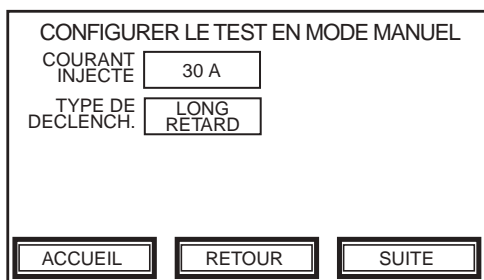 CONFIGURER LE TEST EN MODE MANUEL
COURANT
INJECTE
30 A
TYPE DE
DECLENCH.
LONG
RETARD
ACCUEIL
RETOUR
SUITE